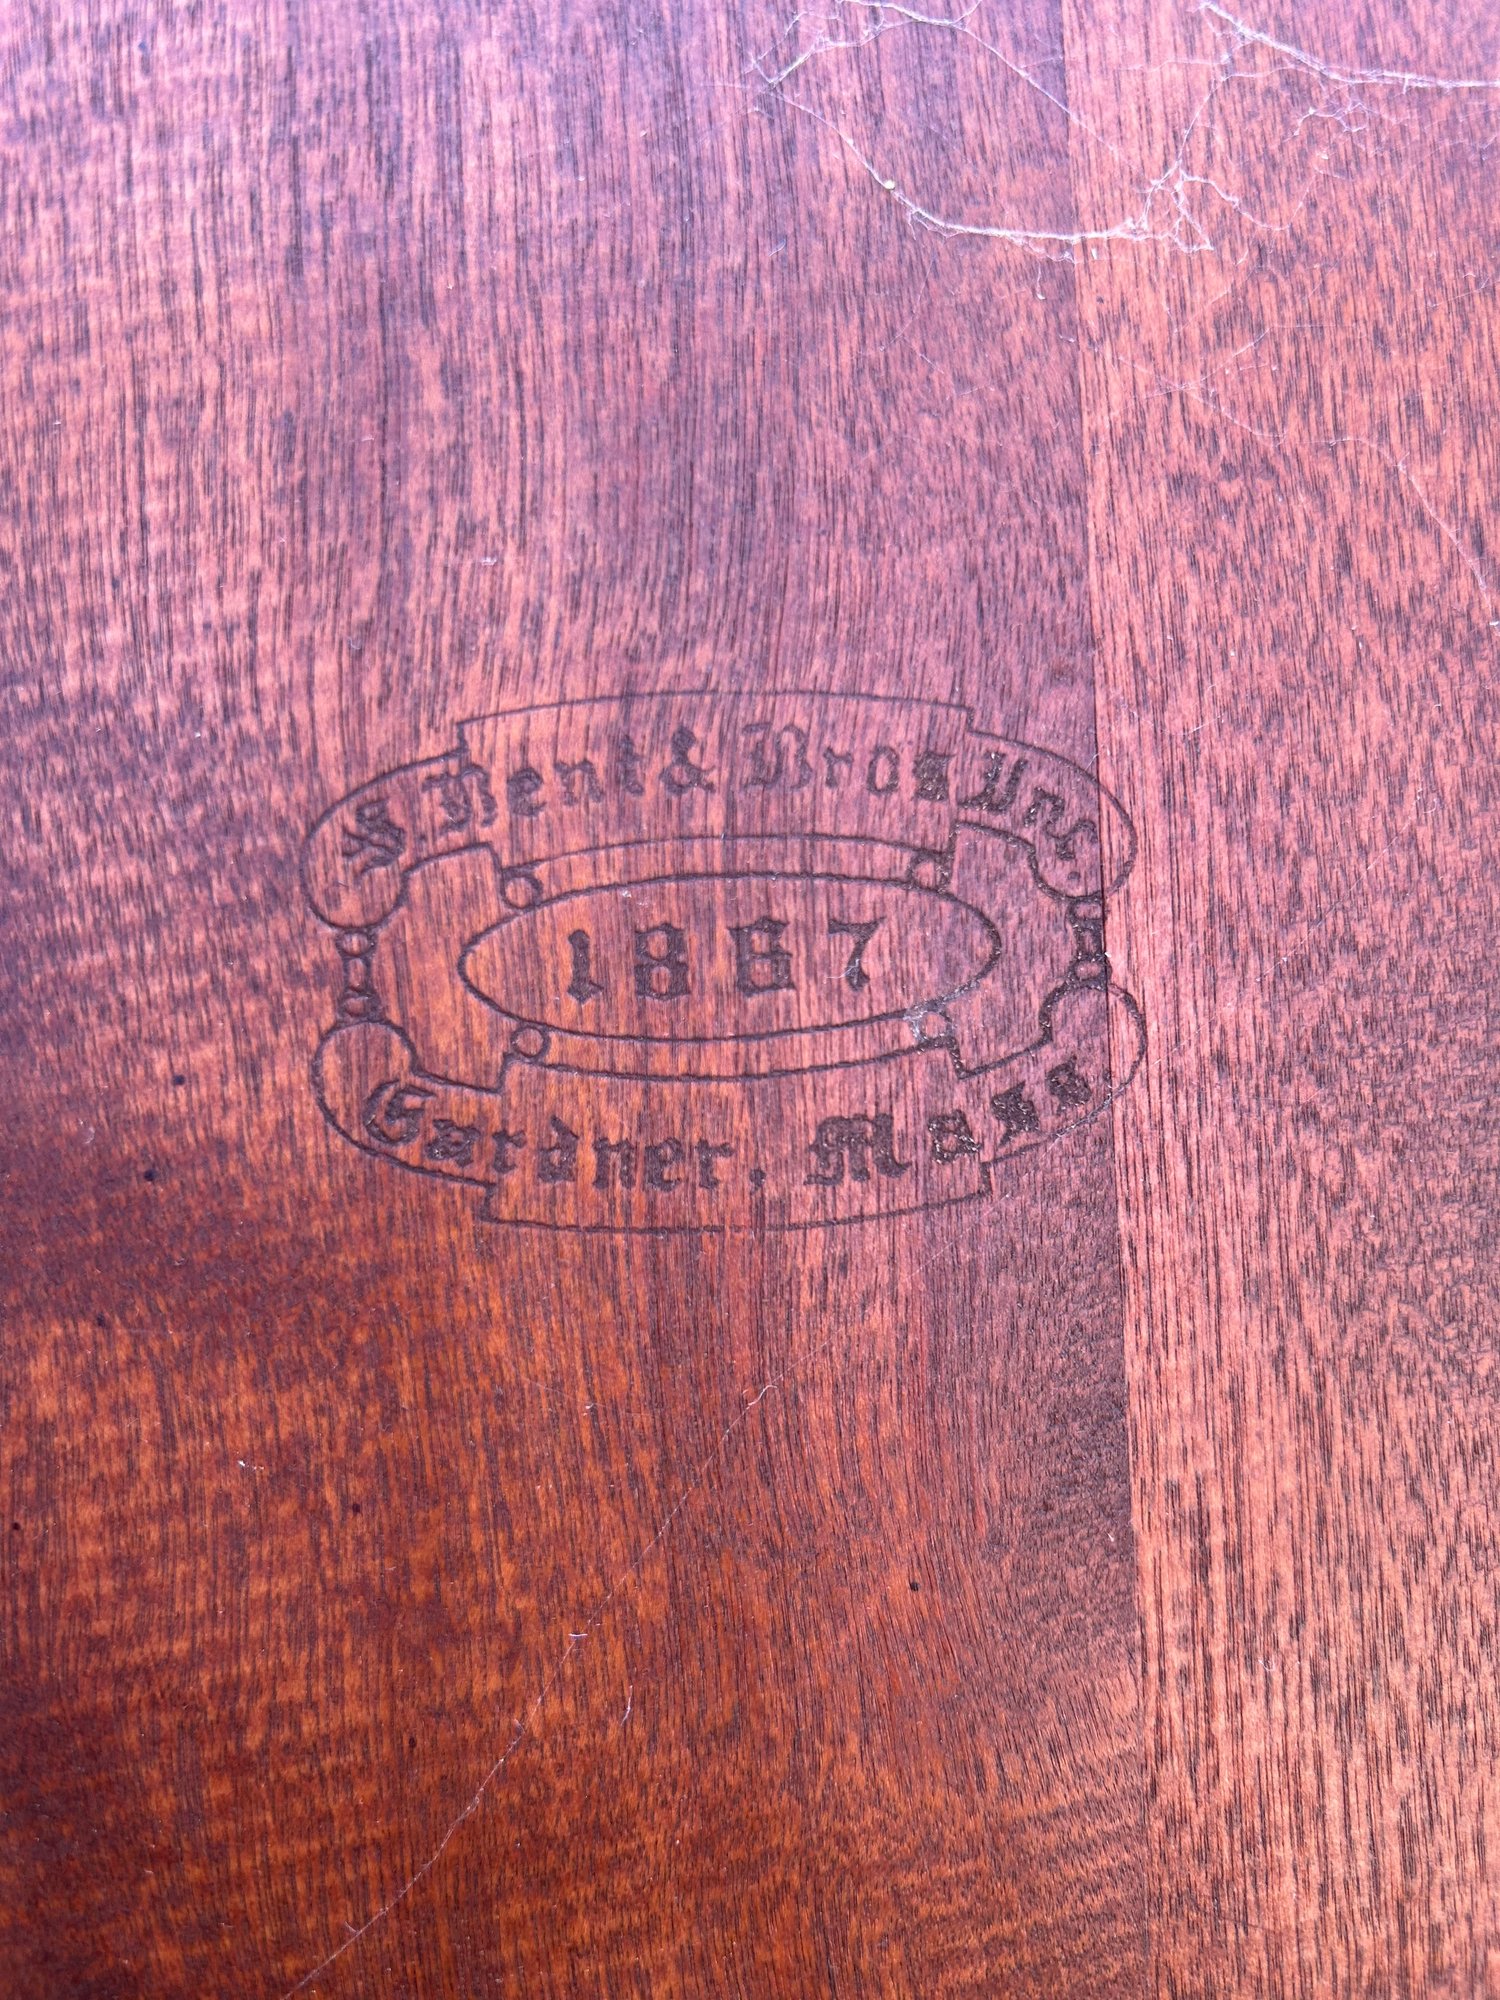 S. Bent & Bros Inc.
1867
Gardner, Mass